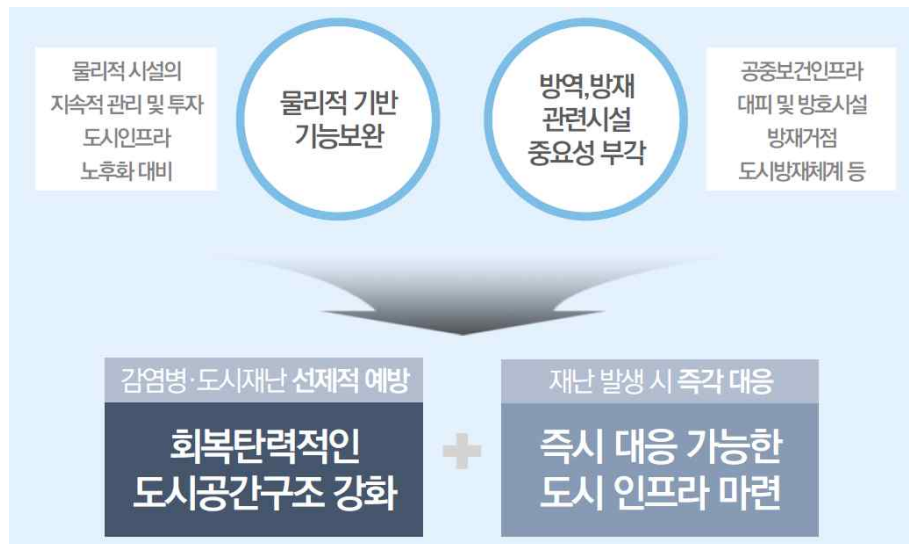 물리적 시설의
지속적 관리 및 투자
도시인프라
노후화 대비
물리적 기반
기능보완
방역,방재
관련시설
중요성 부각
공중보건인프라
대피 및 방호시설
방재거점
도시방재체계 등
감염병·도시재난 선제적 예방
회복탄력적인
도시공간구조 강화
재난 발생 시 즉각 대응
즉시 대응 가능한
도시 인프라 마련